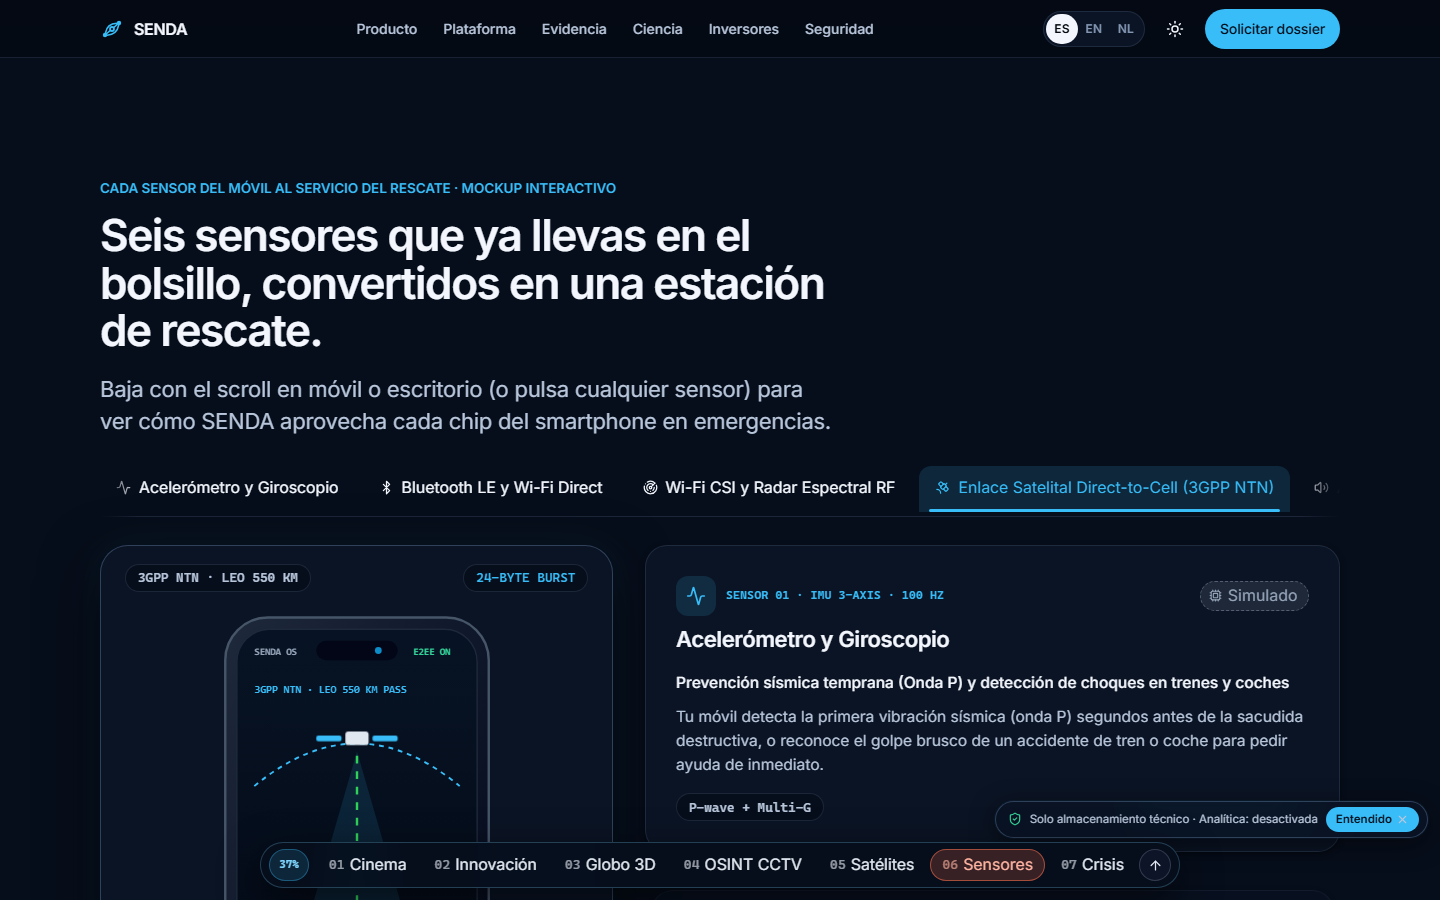 SENDA
Producto
Plataforma
Evidencia
Ciencia
Inversores
Seguridad
ES
EN
NL
Solicitar dossier
CADA SENSOR DEL MÓVIL AL SERVICIO DEL RESCATE · MOCKUP INTERACTIVO
Seis sensores que ya llevas en el
bolsillo, convertidos en una estación
de rescate.
Baja con el scroll en móvil o escritorio (o pulsa cualquier sensor) para
ver cómo SENDA aprovecha cada chip del smartphone en emergencias.
Acelerómetro y Giroscopio
Bluetooth LE y Wi-Fi Direct
Wi-Fi CSI y Radar Espectral RF
Enlace Satelital Direct-to-Cell (3GPP NTN)
3GPP NTN · LEO 550 KM
24-BYTE BURST
SENDA OS
E2EE ON
3GPP NTN · LEO 550 KM PASS
SENSOR 01 · IMU 3-AXIS · 100 HZ
Simulado
Acelerómetro y Giroscopio
Prevención sísmica temprana (Onda P) y detección de choques en trenes y coches
Tu móvil detecta la primera vibración sísmica (onda P) segundos antes de la sacudida
destructiva, o reconoce el golpe brusco de un accidente de tren o coche para pedir
ayuda de inmediato.
P-wave + Multi-G
Solo almacenamiento técnico · Analítica: desactivada
Entendido
37%
01 Cinema
02 Innovación
03 Globo 3D
04 OSINT CCTV
05 Satélites
06 Sensores
07 Crisis